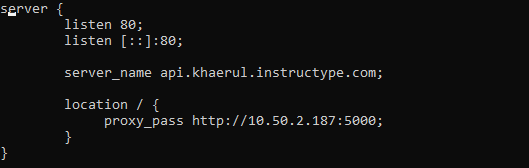 server {
        listen 80;
        listen [::]:80;

        server_name api.khaerul.instructype.com;

        location / {
             proxy_pass http://10.50.2.187:5000;
        }
}